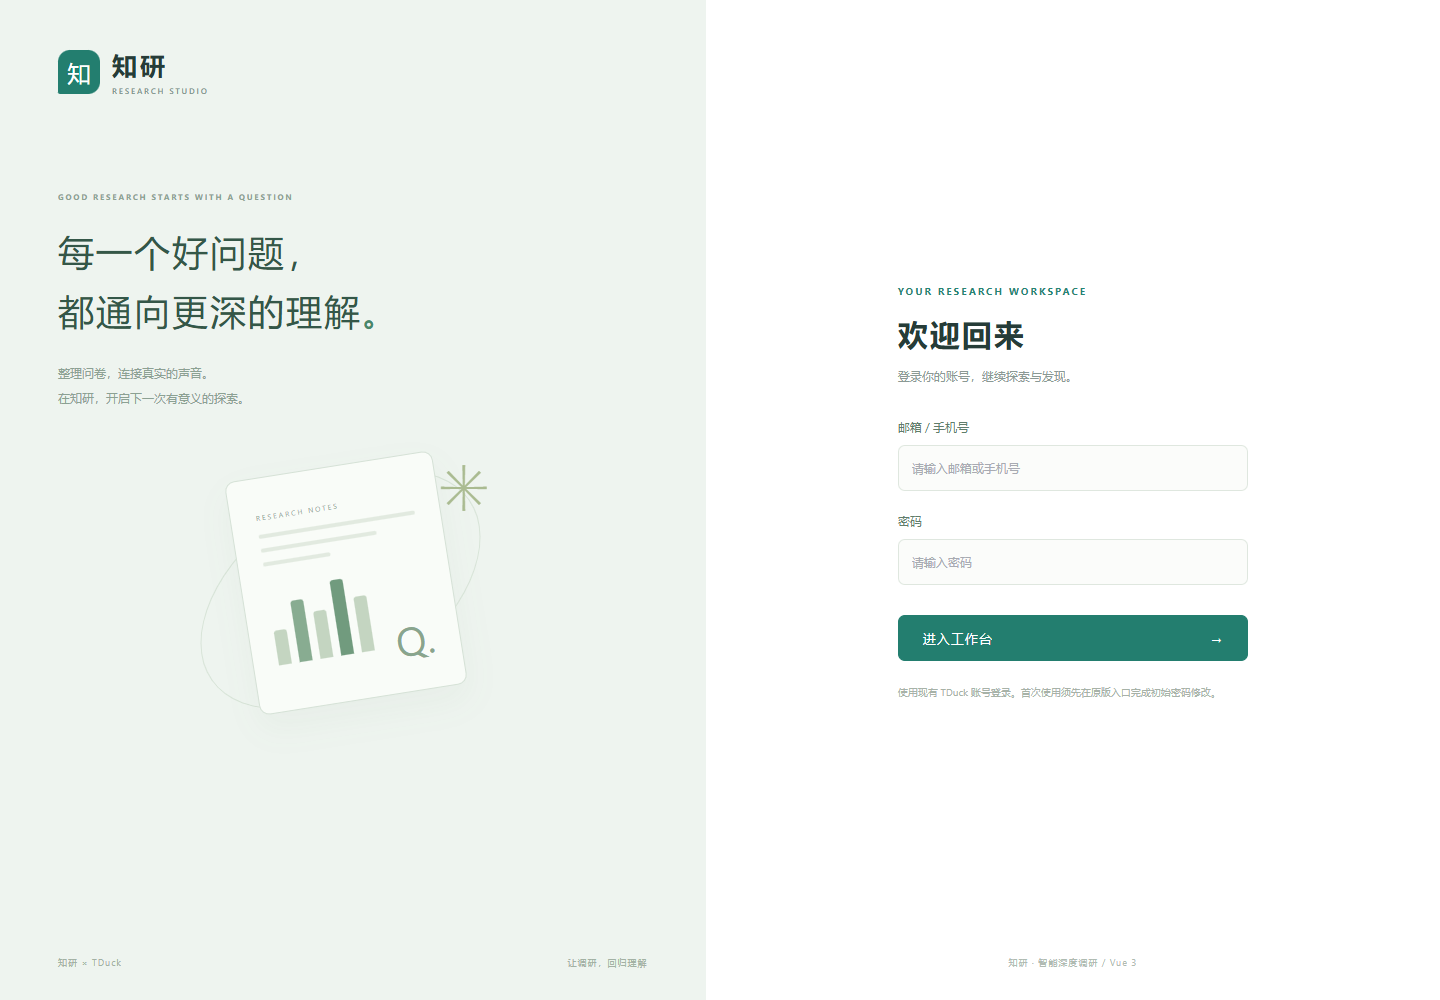 知
知研
RESEARCH STUDIO
GOOD RESEARCH STARTS WITH A QUESTION
每一个好问题，
都通向更深的理解。
整理问卷，连接真实的声音。
在知研，开启下一次有意义的探索。
RESEARCH NOTES
Q.
知研 × TDuck
让调研，回归理解
YOUR RESEARCH WORKSPACE
欢迎回来
登录你的账号，继续探索与发现。
邮箱 / 手机号
请输入邮箱或手机号
密码
请输入密码
进入工作台 →
使用现有 TDuck 账号登录。首次使用须先在原版入口完成初始密码修改。
知研 · 智能深度调研 / Vue 3